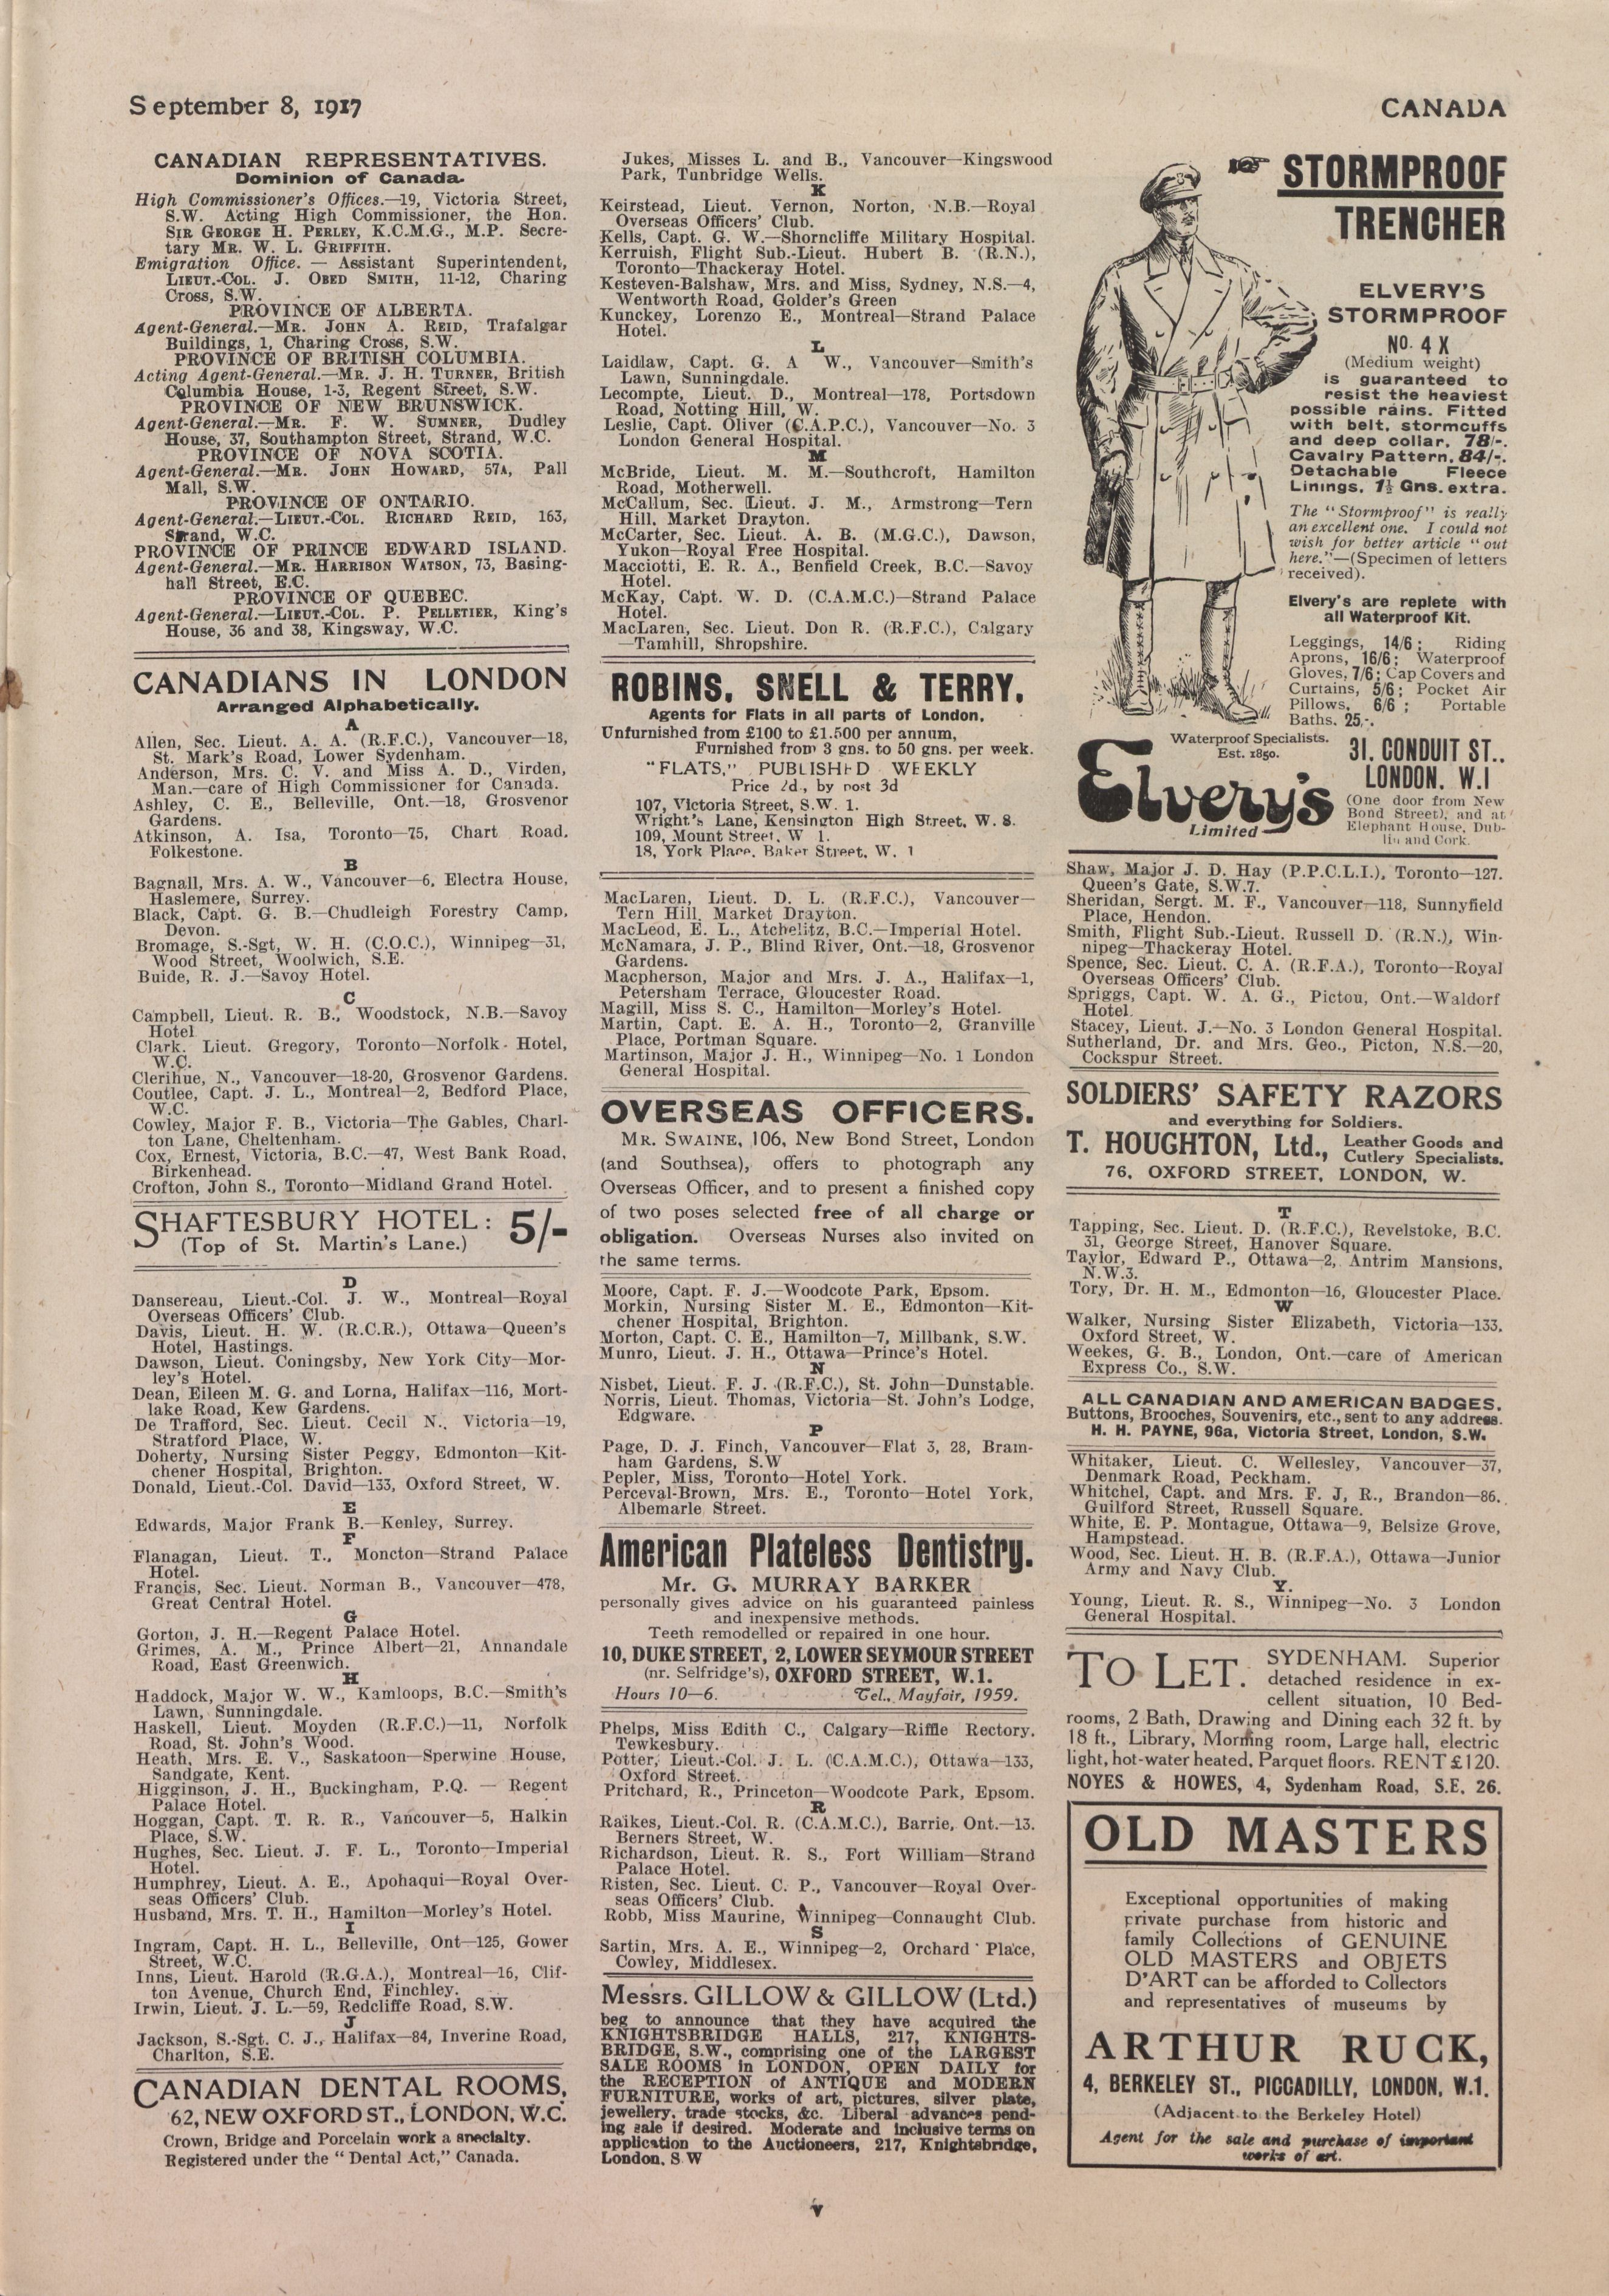 September 8, 1917
CANADA
CANADIAN REPRESENTATIVES.
Dominion of Canada.
High Commissioner's Offices.—19, Victoria Street,
S.W. Acting High Commissioner, the Hon.
SIR GEORGE H. PERLEY, K.C.M.G., M.P. Secre-
tary MR. W. L. GRIFFITH.
Emigration Office. — Assistant Superintendent,
LIEUT.-COL. J. OBED SMITH, 11-12, Charing
Cross, S.W.
PROVINCE OF ALBERTA.
Agent-General.—MR. JOHN A. REID, Trafalgar
Buildings, 1, Charing Cross, S.W.
PROVINCE OF BRITISH COLUMBIA.
Acting Agent-General.—MR. J. H. TURNER, British
Columbia House, 1-3, Regent Street, S.W.
PROVINCE OF NEW BRUNSWICK.
Agent-General.—MR. F. W. SUMNER, Dudley
House, 37, Southampton Street, Strand, W.C.
PROVINCE OF NOVA SCOTIA.
Agent-General.—MR. JOHN HOWARD, 57A, Pall
Mall, S.W.
PROVINCE OF ONTARIO.
Agent-General.—LIEUT.-COL. RICHARD REID, 163,
Strand, W.C.
PROVINCE OF PRINCE EDWARD ISLAND.
Agent-General.—MR. HARRISON WATSON, 73, Basing-
hall Street, E.C.
PROVINCE OF QUEBEC.
Agent-General.—LIEUT.-COL. P. PELLETIER, King's
House, 36 and 38, Kingsway, W.C.
CANADIANS IN LONDON
Arranged Alphabetically.
A
Allen, Sec. Lieut. A. A. (R.F.C.), Vancouver—18,
St. Mark's Road, Lower Sydenham.
Anderson, Mrs. C. V. and Miss A. D., Virden,
Man.—care of High Commissioner for Canada.
Ashley, C. E., Belleville, Ont.—18, Grosvenor
Gardens.
Atkinson, A. Isa, Toronto—75, Chart Road,
Folkestone.
B
Bagnall, Mrs. A. W., Vancouver—6, Electra House,
Haslemere, Surrey.
Black, Capt. G. B.—Chudleigh Forestry Camp,
Devon.
Bromage, S.-Sgt, W. H. (C.O.C.), Winnipeg—31,
Wood Street, Woolwich, S.E.
Buide, R. J.—Savoy Hotel.
C
Campbell, Lieut. R. B., Woodstock, N.B.—Savoy
Hotel
Clark. Lieut. Gregory, Toronto—Norfolk Hotel,
W.C.
Clerihue, N., Vancouver—18-20, Grosvenor Gardens.
Coutlee, Capt. J. L., Montreal—2, Bedford Place,
W.C.
Cowley, Major F. B., Victoria—The Gables, Charl-
ton Lane, Cheltenham.
Cox, Ernest, Victoria, B.C.—47, West Bank Road,
Birkenhead.
Crofton, John S., Toronto—Midland Grand Hotel.
SHAFTESBURY HOTEL: 5/-
(Top of St. Martin's Lane.)
D
Dansereau, Lieut.-Col. J. W., Montreal—Royal
Overseas Officers' Club.
Davis, Lieut. H. W. (R.C.R.), Ottawa—Queen's
Hotel, Hastings.
Dawson, Lieut. Coningsby, New York City—Mor-
ley's Hotel.
Dean, Eileen M. G. and Lorna, Halifax—116, Mort-
lake Road, Kew Gardens.
De Trafford, Sec. Lieut. Cecil N., Victoria—19,
Stratford Place, W.
Doherty, Nursing Sister Peggy, Edmonton—Kit-
chener Hospital, Brighton.
Donald, Lieut.-Col. David—133, Oxford Street, W.
E
Edwards, Major Frank B.—Kenley, Surrey.
F
Flanagan, Lieut. T., Moncton—Strand Palace
Hotel.
Francis, Sec. Lieut. Norman B., Vancouver—478,
Great Central Hotel.
G
Gorton, J. H.—Regent Palace Hotel.
Grimes, A. M., Prince Albert—21, Annandale
Road, East Greenwich.
H
Haddock, Major W. W., Kamloops, B.C.—Smith's
Lawn, Sunningdale.
Haskell, Lieut. Moyden (R.F.C.)—11, Norfolk
Road, St. John's Wood.
Heath, Mrs. E. V., Saskatoon—Sperwine House,
Sandgate, Kent.
Higginson, J. H., Buckingham, P.Q. — Regent
Palace Hotel.
Hoggan, Capt. T. R. R., Vancouver—5, Halkin
Place, S.W.
Hughes, Sec. Lieut. J. F. L., Toronto—Imperial
Hotel.
Humphrey, Lieut. A. E., Apohaqui—Royal Over-
seas Officers' Club.
Husband, Mrs. T. H., Hamilton—Morley's Hotel.
I
Ingram, Capt. H. L., Belleville, Ont—125, Gower
Street, W.C.
Inns, Lieut. Harold (R.G.A.), Montreal—16, Clif-
ton Avenue, Church End, Finchley.
Irwin, Lieut. J. L.—59, Redcliffe Road, S.W.
J
Jackson, S.-Sgt. C. J., Halifax—84, Inverine Road,
Charlton, S.E.
CANADIAN DENTAL ROOMS,
62, NEW OXFORD ST., LONDON, W.C.
Crown, Bridge and Porcelain work a specialty.
Registered under the "Dental Act," Canada.
Jukes, Misses L. and B., Vancouver—Kingswood
Park, Tunbridge Wells.
K
Keirstead, Lieut. Vernon, Norton, N.B.—Royal
Overseas Officers' Club.
Kells, Capt. G. W.—Shorncliffe Military Hospital.
Kerruish, Flight Sub.-Lieut. Hubert B. (R.N.),
Toronto—Thackeray Hotel.
Kesteven-Balshaw, Mrs. and Miss, Sydney, N.S.—4,
Wentworth Road, Golder's Green
Kunckey, Lorenzo E., Montreal—Strand Palace
Hotel.
L
Laidlaw, Capt. G. A W., Vancouver—Smith's
Lawn, Sunningdale.
Lecompte, Lieut. D., Montreal—178, Portsdown
Road, Notting Hill, W.
Leslie, Capt. Oliver (C.A.P.C.), Vancouver—No. 3
London General Hospital.
M
McBride, Lieut. M. M.—Southcroft, Hamilton
Road, Motherwell.
McCallum, Sec. Lieut. J. M., Armstrong—Tern
Hill, Market Drayton.
McCarter, Sec. Lieut. A. B. (M.G.C.), Dawson,
Yukon—Royal Free Hospital.
Macciotti, E. R. A., Benfield Creek, B.C.—Savoy
Hotel.
McKay, Capt. W. D. (C.A.M.C.)—Strand Palace
Hotel.
MacLaren, Sec. Lieut. Don R. (R.F.C.), Calgary
—Tamhill, Shropshire.
ROBINS, SNELL & TERRY,
Agents for Flats in all parts of London.
Unfurnished from £100 to £1.500 per annum,
Furnished from 3 gns. to 50 gns. per week.
"FLATS," PUBLISHED WEEKLY
Price 2d., by post 3d
107, Victoria Street, S.W. 1.
Wright's Lane, Kensington High Street, W. 8.
109, Mount Street, W 1.
18, York Place, Baker Street, W. 1
MacLaren, Lieut. D. L. (R.F.C.), Vancouver—
Tern Hill, Market Drayton.
MacLeod, E. L., Atchelitz, B.C.—Imperial Hotel.
McNamara, J. P., Blind River, Ont.—18, Grosvenor
Gardens.
Macpherson, Major and Mrs. J. A., Halifax—1,
Petersham Terrace, Gloucester Road.
Magill, Miss S. C., Hamilton—Morley's Hotel.
Martin, Capt. E. A. H., Toronto—2, Granville
Place, Portman Square.
Martinson, Major J. H., Winnipeg—No. 1 London
General Hospital.
OVERSEAS OFFICERS.
MR. SWAINE, 106, New Bond Street, London
(and Southsea), offers to photograph any
Overseas Officer, and to present a finished copy
of two poses selected free of all charge or
obligation. Overseas Nurses also invited on
the same terms.
Moore, Capt. F. J.—Woodcote Park, Epsom.
Morkin, Nursing Sister M. E., Edmonton—Kit-
chener Hospital, Brighton.
Morton, Capt. C. E., Hamilton—7, Millbank, S.W.
Munro, Lieut. J. H., Ottawa—Prince's Hotel.
N
Nisbet, Lieut. F. J. (R.F.C.), St. John—Dunstable.
Norris, Lieut. Thomas, Victoria—St. John's Lodge,
Edgware.
P
Page, D. J. Finch, Vancouver—Flat 3, 28, Bram-
ham Gardens, S.W
Pepler, Miss, Toronto—Hotel York.
Perceval-Brown, Mrs. E., Toronto—Hotel York,
Albemarle Street.
American Plateless Dentistry.
Mr. G. MURRAY BARKER
personally gives advice on his guaranteed painless
and inexpensive methods.
Teeth remodelled or repaired in one hour.
10, DUKE STREET, 2, LOWER SEYMOUR STREET
(nr. Selfridge's), OXFORD STREET, W.1.
Hours 10—6. Tel., Mayfair, 1959.
Phelps, Miss Edith C., Calgary—Riffle Rectory,
Tewkesbury.
Potter, Lieut.-Col. J. L. (C.A.M.C.), Ottawa—133,
Oxford Street.
Pritchard, R., Princeton—Woodcote Park, Epsom.
R
Raikes, Lieut.-Col. R. (C.A.M.C.), Barrie, Ont.—13,
Berners Street, W.
Richardson, Lieut. R. S., Fort William—Strand
Palace Hotel.
Risten, Sec. Lieut. C. P., Vancouver—Royal Over-
seas Officers' Club.
Robb, Miss Maurine, Winnipeg—Connaught Club.
S
Sartin, Mrs. A. E., Winnipeg—2, Orchard Place,
Cowley, Middlesex.
Messrs. GILLOW & GILLOW (Ltd.)
beg to announce that they have acquired the
KNIGHTSBRIDGE HALLS, 217, KNIGHTS-
BRIDGE, S.W., comprising one of the LARGEST
SALE ROOMS in LONDON, OPEN DAILY for
the RECEPTION of ANTIQUE and MODERN
FURNITURE, works of art, pictures, silver plate,
jewellery, trade stocks, &c. Liberal advances pend-
ing sale if desired. Moderate and inclusive terms on
application to the Auctioneers, 217, Knightsbridge,
London, S.W
STORMPROOF
TRENCHER
ELVERY'S
STORMPROOF
NO. 4 X
(Medium weight)
is guaranteed to
resist the heaviest
possible rains. Fitted
with belt, stormcuffs
and deep collar, 78/-.
Cavalry Pattern, 84/-.
Detachable Fleece
Linings, 1½ Gns. extra.
The "Stormproof" is really
an excellent one. I could not
wish for better article "out
here."—(Specimen of letters
received).
Elvery's are replete with
all Waterproof Kit.
Leggings, 14/6; Riding
Aprons, 16/6; Waterproof
Gloves, 7/6; Cap Covers and
Curtains, 5/6; Pocket Air
Pillows, 6/6; Portable
Baths. 25/-.
Waterproof Specialists.
Est. 1850.
Elvery's
Limited
31, CONDUIT ST.,
LONDON, W.1
(One door from New
Bond Street), and at
Elephant House, Dub-
lin and Cork.
Shaw, Major J. D. Hay (P.P.C.L.I.), Toronto—127,
Queen's Gate, S.W.7.
Sheridan, Sergt. M. F., Vancouver—118, Sunnyfield
Place, Hendon.
Smith, Flight Sub.-Lieut. Russell D. (R.N.), Win-
nipeg—Thackeray Hotel.
Spence, Sec. Lieut. C. A. (R.F.A.), Toronto—Royal
Overseas Officers' Club.
Spriggs, Capt. W. A. G., Pictou, Ont.—Waldorf
Hotel.
Stacey, Lieut. J.—No. 3 London General Hospital.
Sutherland, Dr. and Mrs. Geo., Picton, N.S.—20,
Cockspur Street.
SOLDIERS' SAFETY RAZORS
and everything for Soldiers.
T. HOUGHTON, Ltd., Leather Goods and
Cutlery Specialists.
76, OXFORD STREET, LONDON, W.
T
Tapping, Sec. Lieut. D. (R.F.C.), Revelstoke, B.C.
31, George Street, Hanover Square.
Taylor, Edward P., Ottawa—2, Antrim Mansions,
N.W.3.
Tory, Dr. H. M., Edmonton—16, Gloucester Place.
W
Walker, Nursing Sister Elizabeth, Victoria—133,
Oxford Street, W.
Weekes, G. B., London, Ont.—care of American
Express Co., S.W.
ALL CANADIAN AND AMERICAN BADGES,
Buttons, Brooches, Souvenirs, etc., sent to any address.
H. H. PAYNE, 96a, Victoria Street, London, S.W.
Whitaker, Lieut. C. Wellesley, Vancouver—37,
Denmark Road, Peckham.
Whitchel, Capt. and Mrs. F. J, R., Brandon—86,
Guilford Street, Russell Square.
White, E. P. Montague, Ottawa—9, Belsize Grove,
Hampstead.
Wood, Sec. Lieut. H. B. (R.F.A.), Ottawa—Junior
Army and Navy Club.
Y.
Young, Lieut. R. S., Winnipeg—No. 3 London
General Hospital.
TO LET. SYDENHAM. Superior
detached residence in ex-
cellent situation, 10 Bed-
rooms, 2 Bath, Drawing and Dining each 32 ft. by
18 ft., Library, Morning room, Large hall, electric
light, hot-water heated, Parquet floors. RENT £120.
NOYES & HOWES, 4, Sydenham Road, S.E. 26.
OLD MASTERS
Exceptional opportunities of making
private purchase from historic and
family Collections of GENUINE
OLD MASTERS and OBJETS
D'ART can be afforded to Collectors
and representatives of museums by
ARTHUR RUCK,
4, BERKELEY ST., PICCADILLY, LONDON, W.1.
(Adjacent to the Berkeley Hotel)
Agent for the sale and purchase of important
works of art.
V